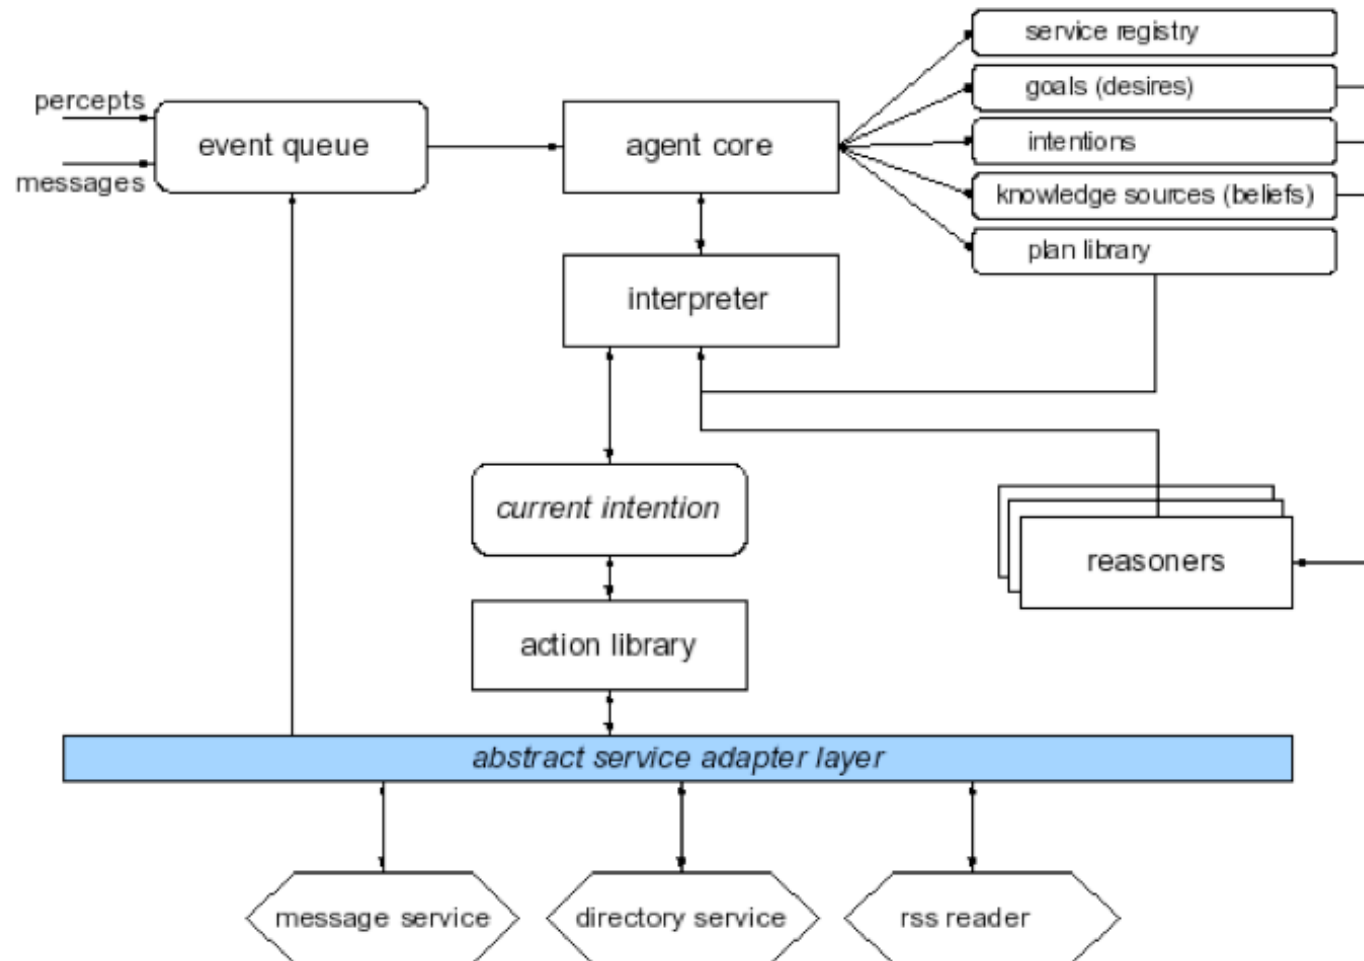 service registry
percepts
goals (desires)
event queue
agent core
intentions
messages
knowledge sources (beliefs)
plan library
interpreter
current intention
reasoners
action library
abstract service adapter layer
message service
directory service
rss reader